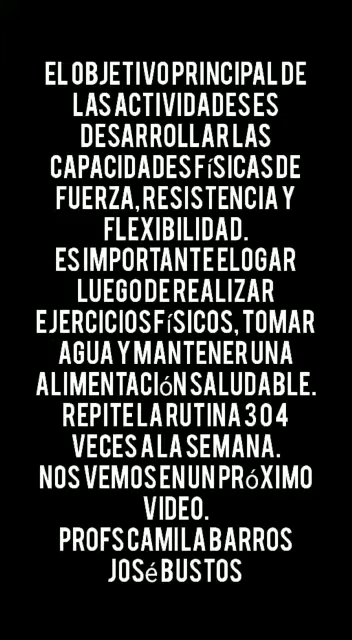 EL OBJETIVO PRINCIPAL DE
LAS ACTIVIDADES ES
DESARROLLAR LAS
CAPACIDADES FíSICAS DE
FUERZA, RESISTENCIA Y
FLEXIBILIDAD.
ES IMPORTANTE ELOGAR
LUEGO DE REALIZAR
EJERCICIOS FíSICOS, TOMAR
AGUA Y MANTENER UNA
ALIMENTACIóN SALUDABLE.
REPITE LA RUTINA 3 O 4
VECES A LA SEMANA.
NOS VEMOS EN UN PRóXIMO
VIDEO.
PROFS CAMILA BARROS
JOSé BUSTOS